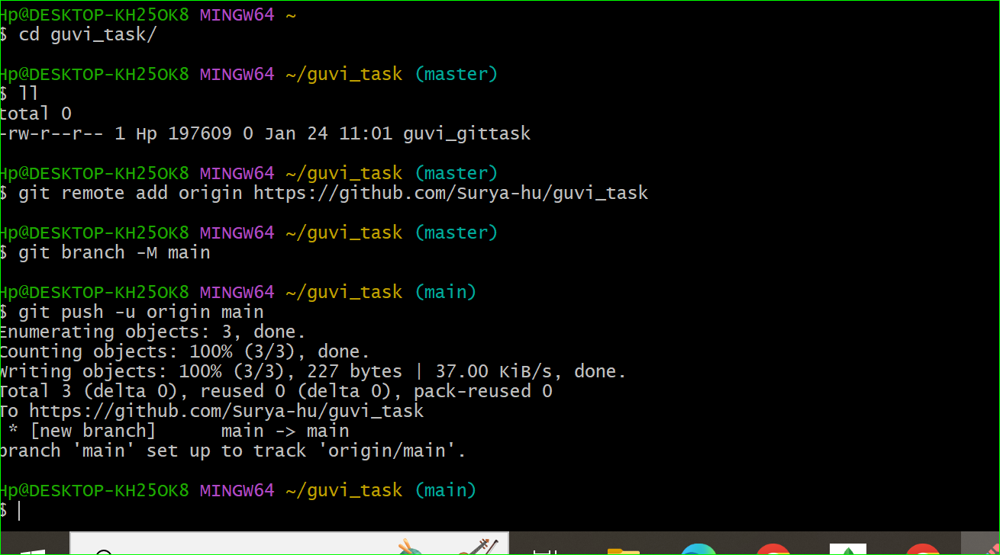 Hp@DESKTOP-KH25OK8 MINGW64 ~
$ cd guvi_task/
Hp@DESKTOP-KH25OK8 MINGW64 ~/guvi_task (master)
$ ll
total 0
-rw-r--r-- 1 Hp 197609 0 Jan 24 11:01 guvi_gittask
Hp@DESKTOP-KH25OK8 MINGW64 ~/guvi_task (master)
$ git remote add origin https://github.com/Surya-hu/guvi_task
Hp@DESKTOP-KH25OK8 MINGW64 ~/guvi_task (master)
$ git branch -M main
Hp@DESKTOP-KH25OK8 MINGW64 ~/guvi_task (main)
$ git push -u origin main
Enumerating objects: 3, done.
Counting objects: 100% (3/3), done.
Writing objects: 100% (3/3), 227 bytes | 37.00 KiB/s, done.
Total 3 (delta 0), reused 0 (delta 0), pack-reused 0
To https://github.com/Surya-hu/guvi_task
 * [new branch]      main -> main
branch 'main' set up to track 'origin/main'.
Hp@DESKTOP-KH25OK8 MINGW64 ~/guvi_task (main)
$